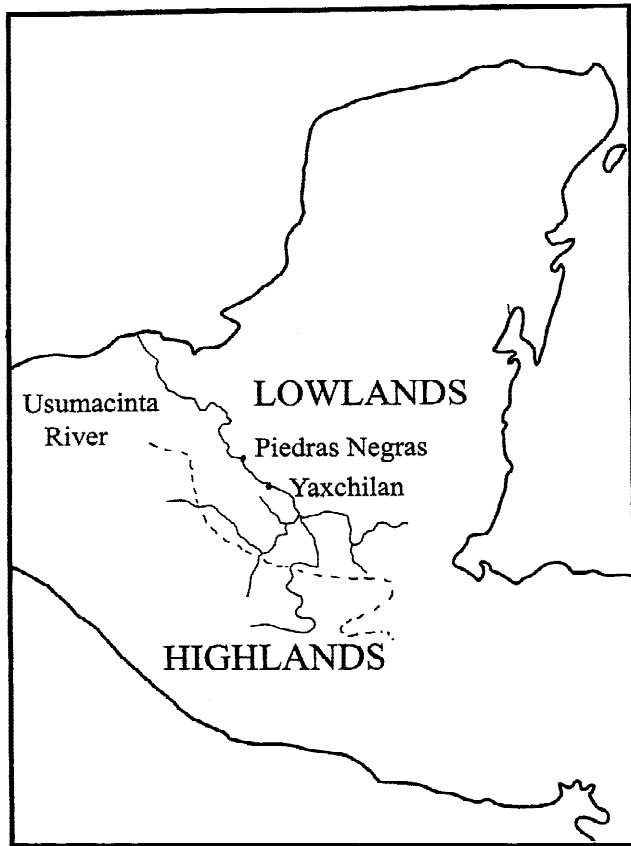 LOWLANDS
Usumacinta
River
Piedras Negras
Yaxchilan
HIGHLANDS